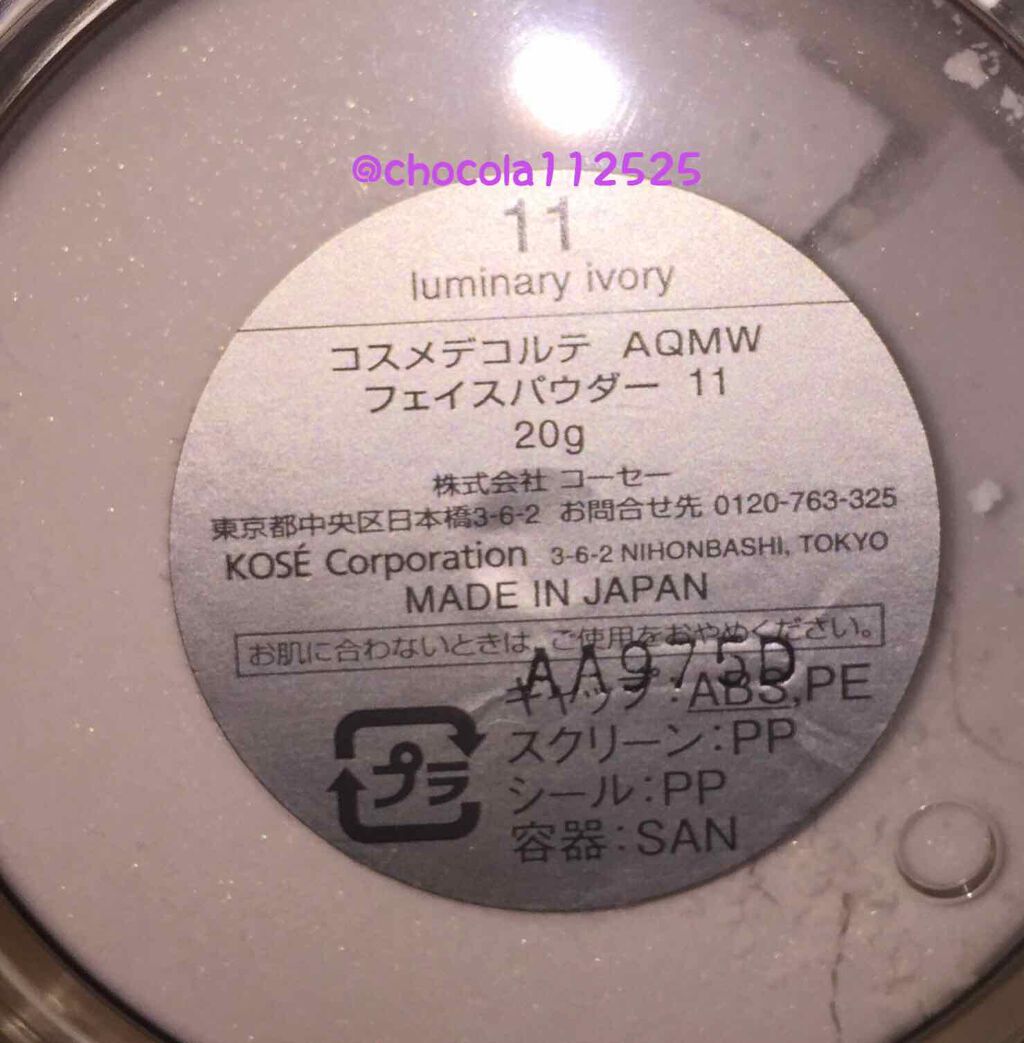 @chocola112525
11
luminary ivory
コスメデコルテ AQMW
フェイスパウダー 11
20g
株式会社 コーセー
東京都中央区日本橋3-6-2 お問合せ先 0120-763-325
KOSÉ Corporation 3-6-2 NIHONBASHI, TOKYO
MADE IN JAPAN
お肌に合わないときは、ご使用をおやめください。
AA975D
キャップ:ABS,PE
スクリーン:PP
シール:PP
容器:SAN
プラ